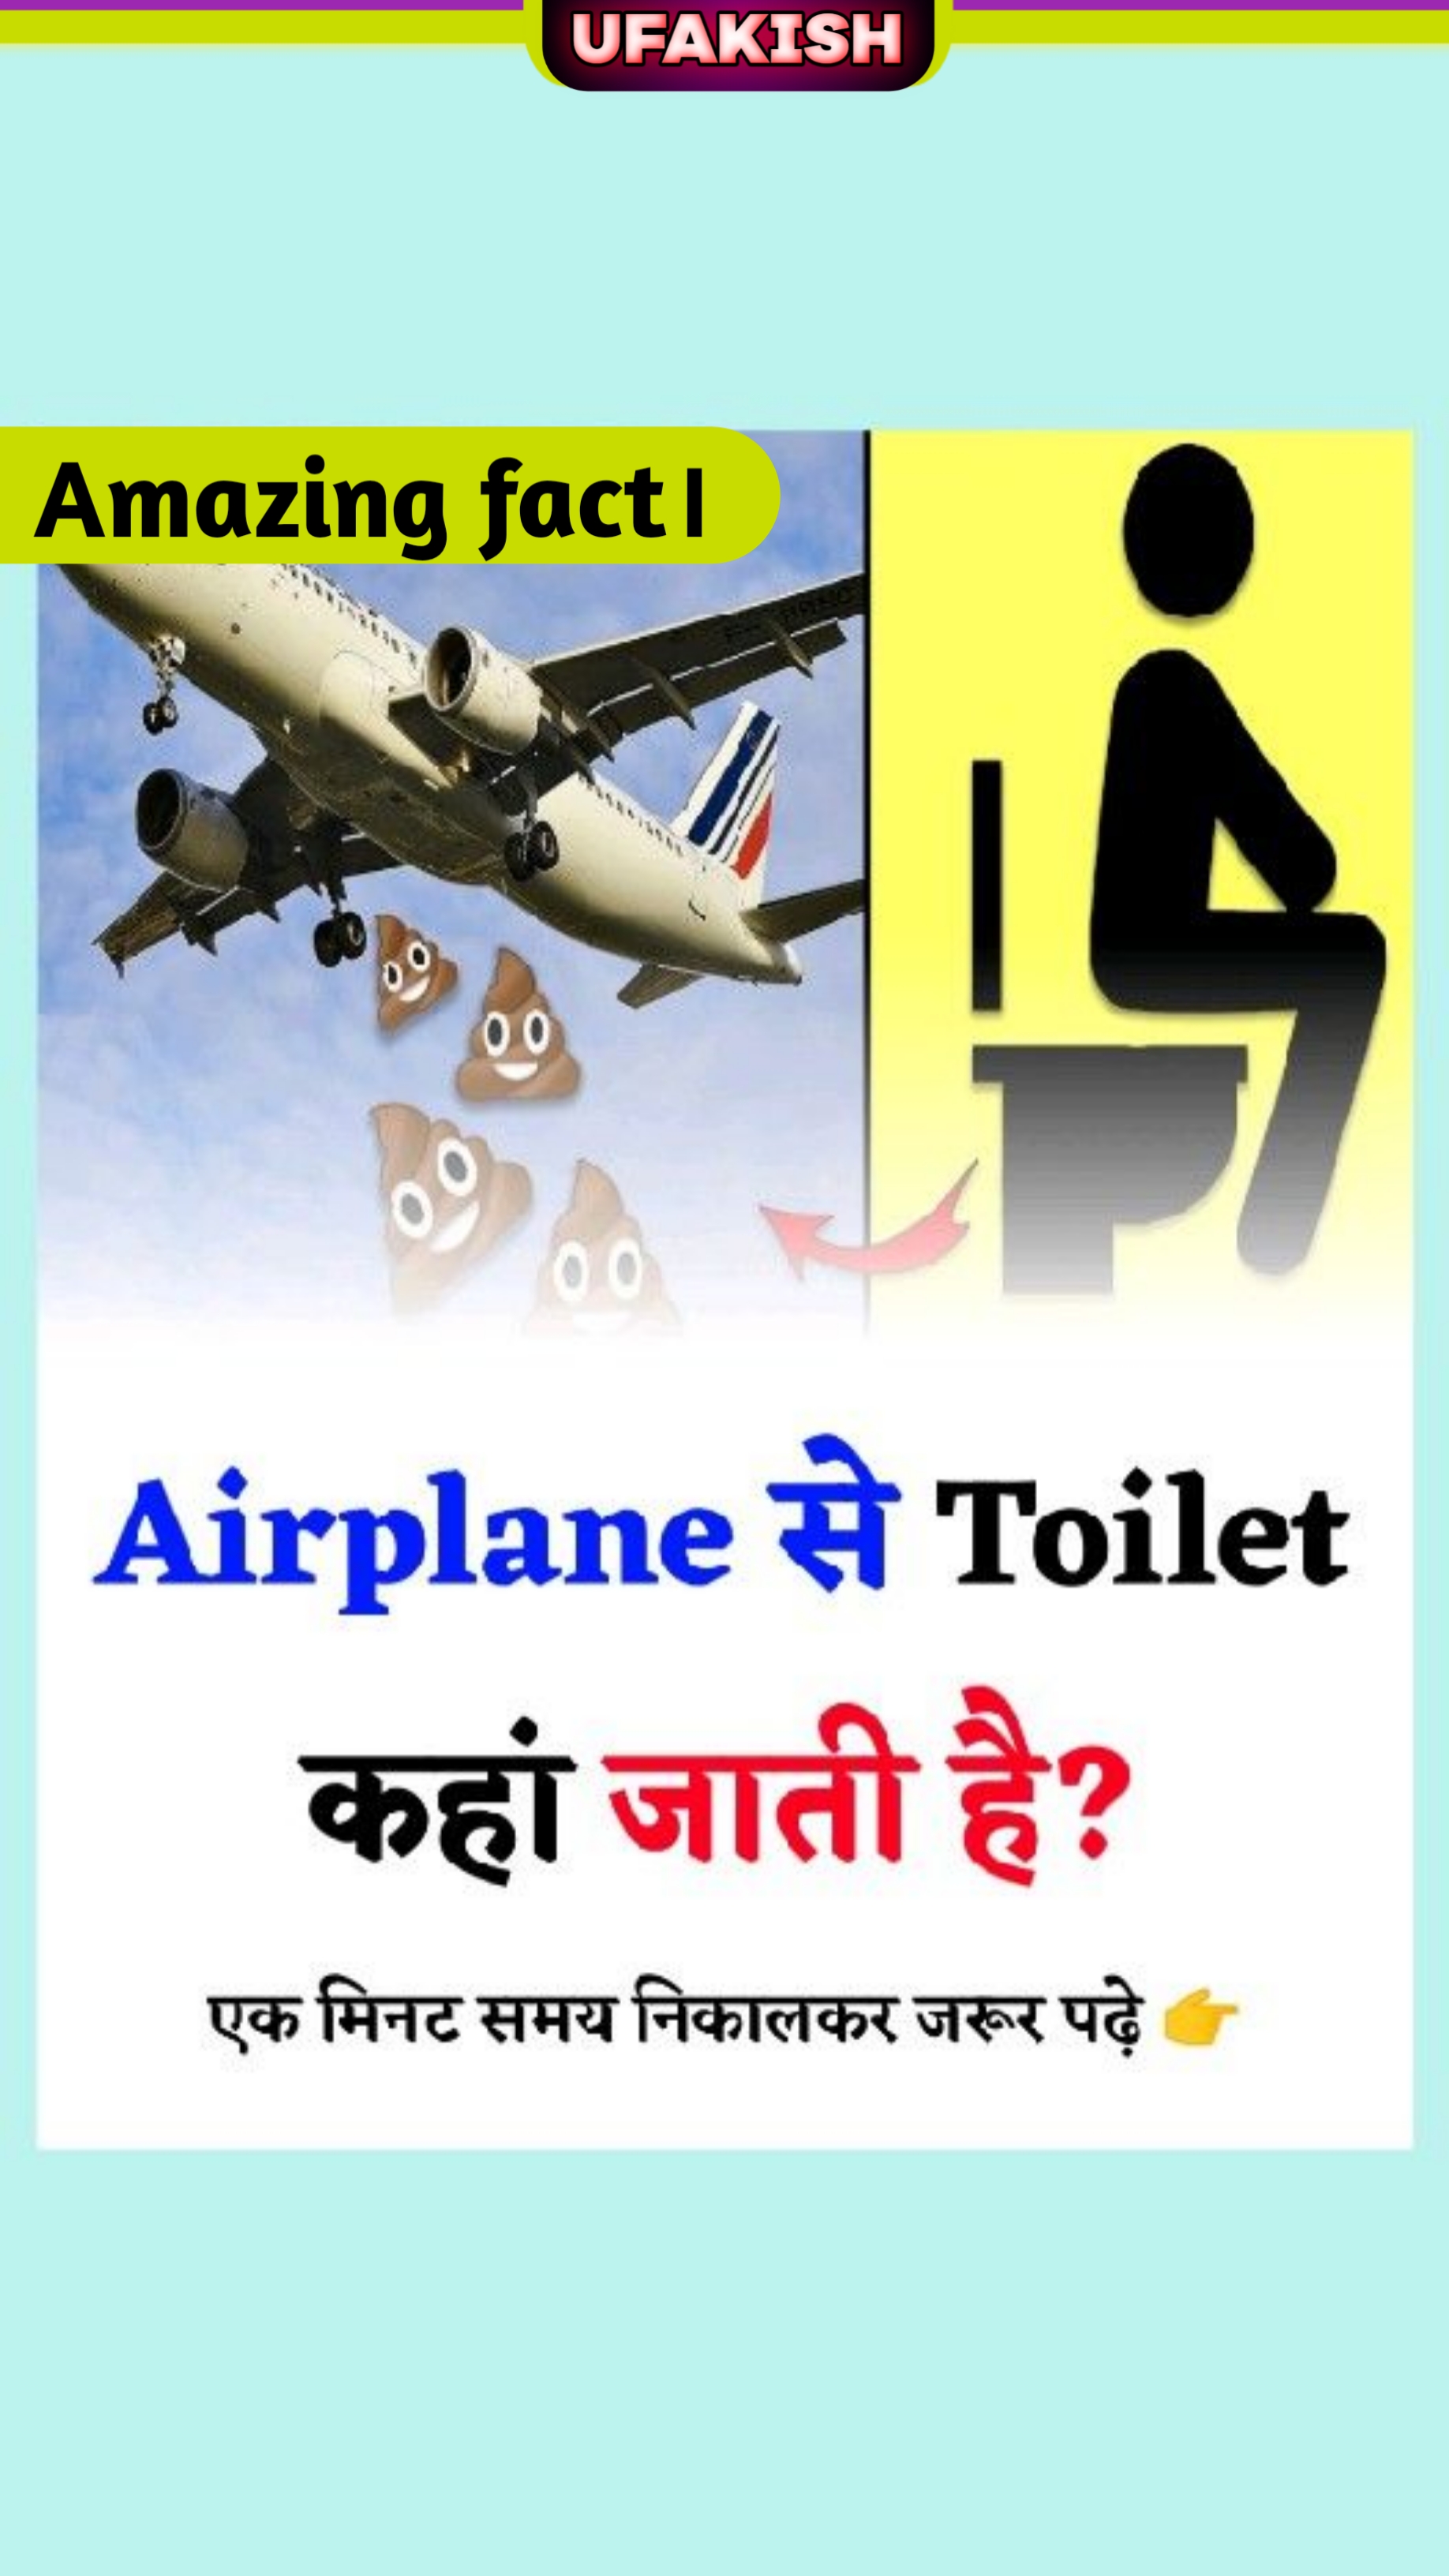 UFAKISH
Amazing fact।
Airplane से Toilet
कहां जाती है?
एक मिनट समय निकालकर जरूर पढ़े 👉